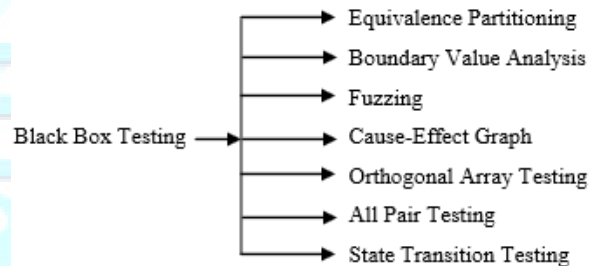 Equivalence Partitioning
Boundary Value Analysis
Fuzzing
Black Box Testing
Cause-Effect Graph
Orthogonal Array Testing
All Pair Testing
State Transition Testing